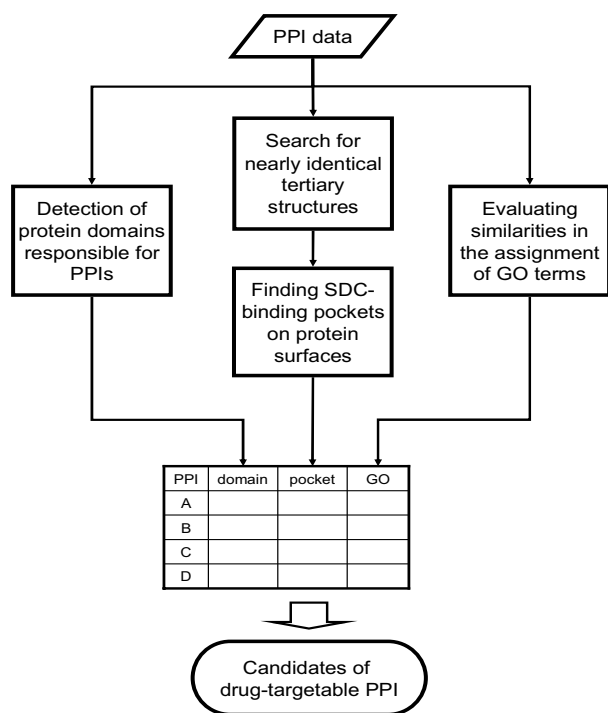 PPI data
Search for
nearly identical
tertiary
structures
Detection of
protein domains
responsible for
PPIs
Evaluating
similarities in
the assignment
of GO terms
Finding SDC-
binding pockets
on protein
surfaces
PPI domain pocket GO
A
B
C
D
Candidates of
drug-targetable PPI